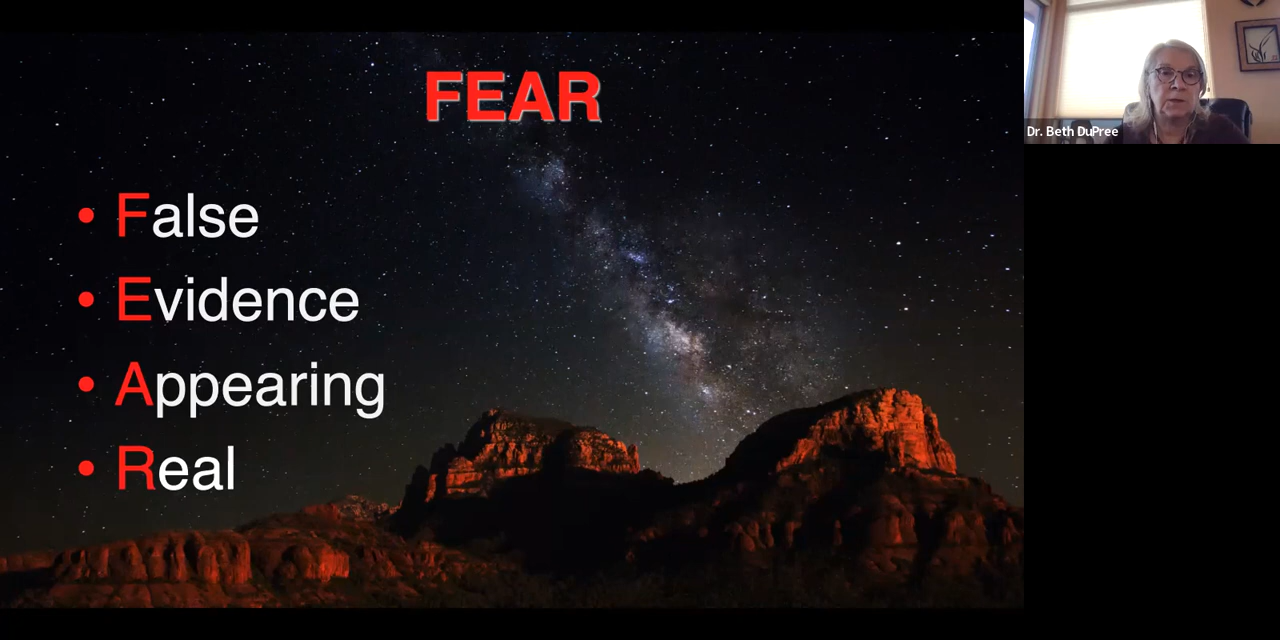 FEAR
• False
• Evidence
• Appearing
• Real
Dr. Beth DuPree